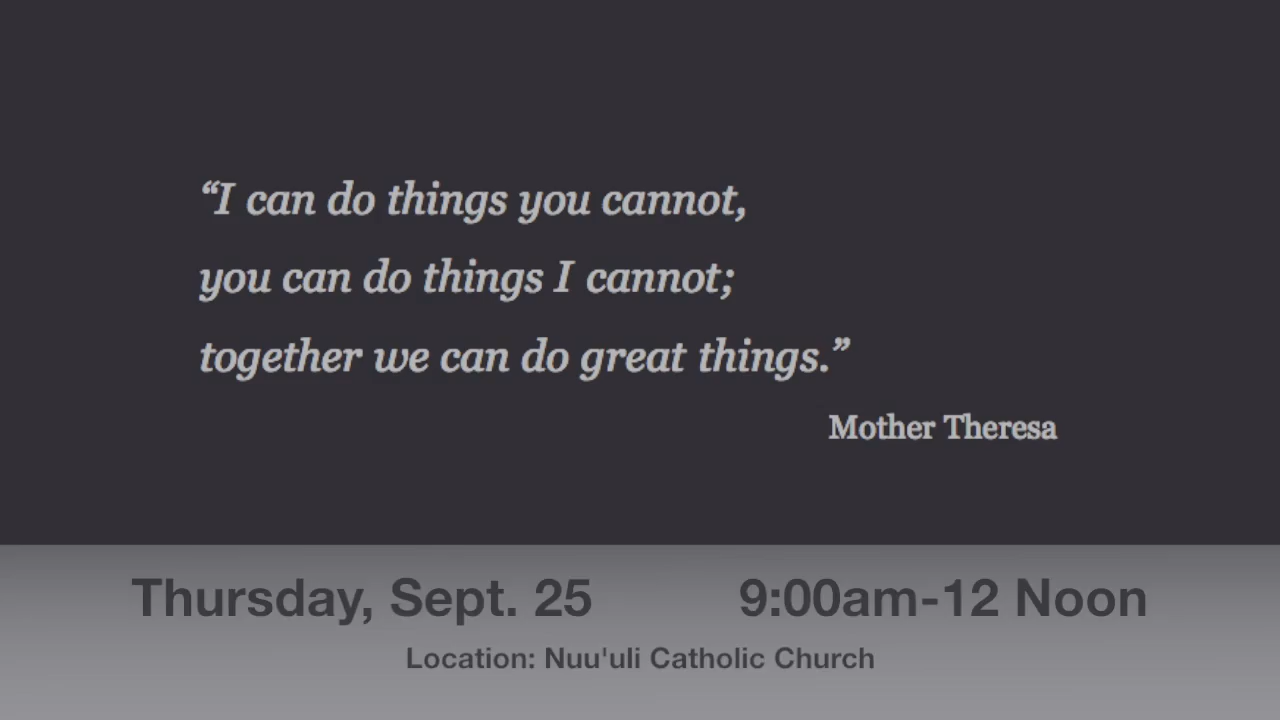 “I can do things you cannot,
you can do things I cannot;
together we can do great things.”
Mother Theresa
Thursday, Sept. 25 9:00am-12 Noon
Location: Nuu'uli Catholic Church